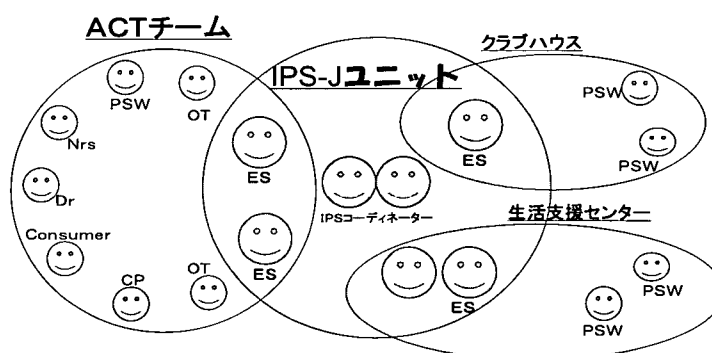 ACTチーム
IPS-Jユニット
クラブハウス
PSW
OT
PSW
Nrs
ES
ES
PSW
Dr
IPSコーディネーター
生活支援センター
Consumer
OT
ES
CP
ES
PSW
PSW